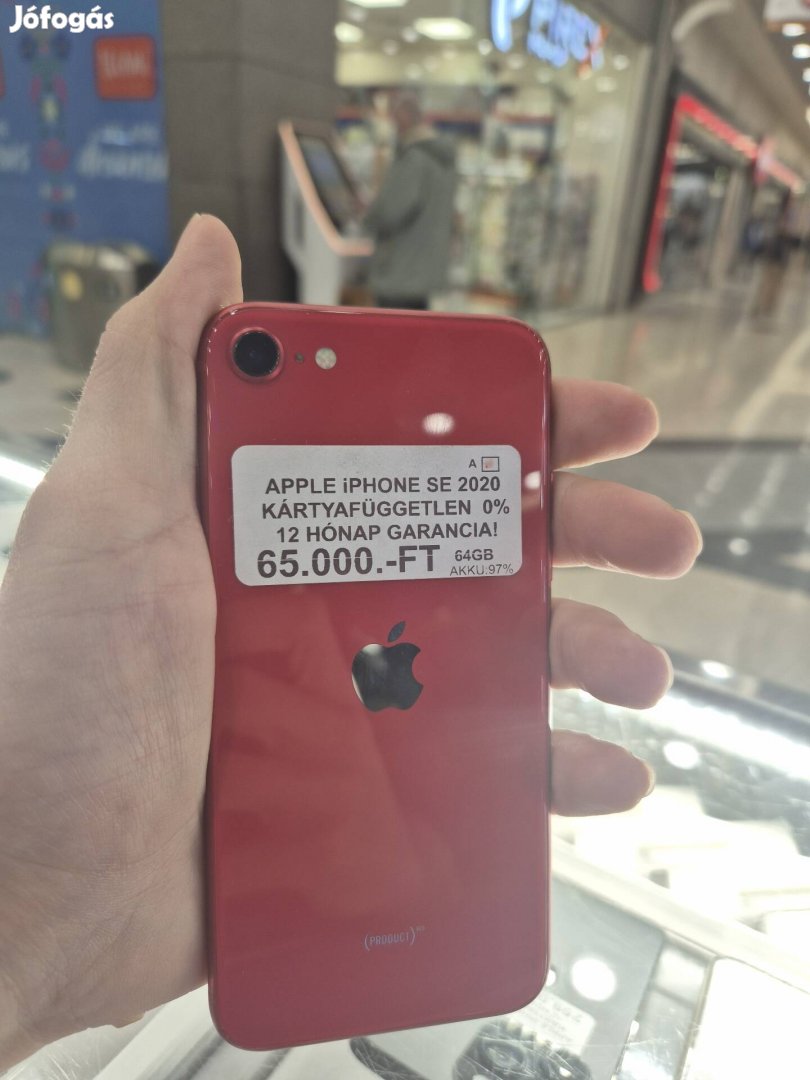 Jófogás
A
APPLE iPHONE SE 2020
KÁRTYAFÜGGETLEN 0%
12 HÓNAP GARANCIA!
65.000.-FT 64GB
AKKU:97%
(PRODUCT)RED